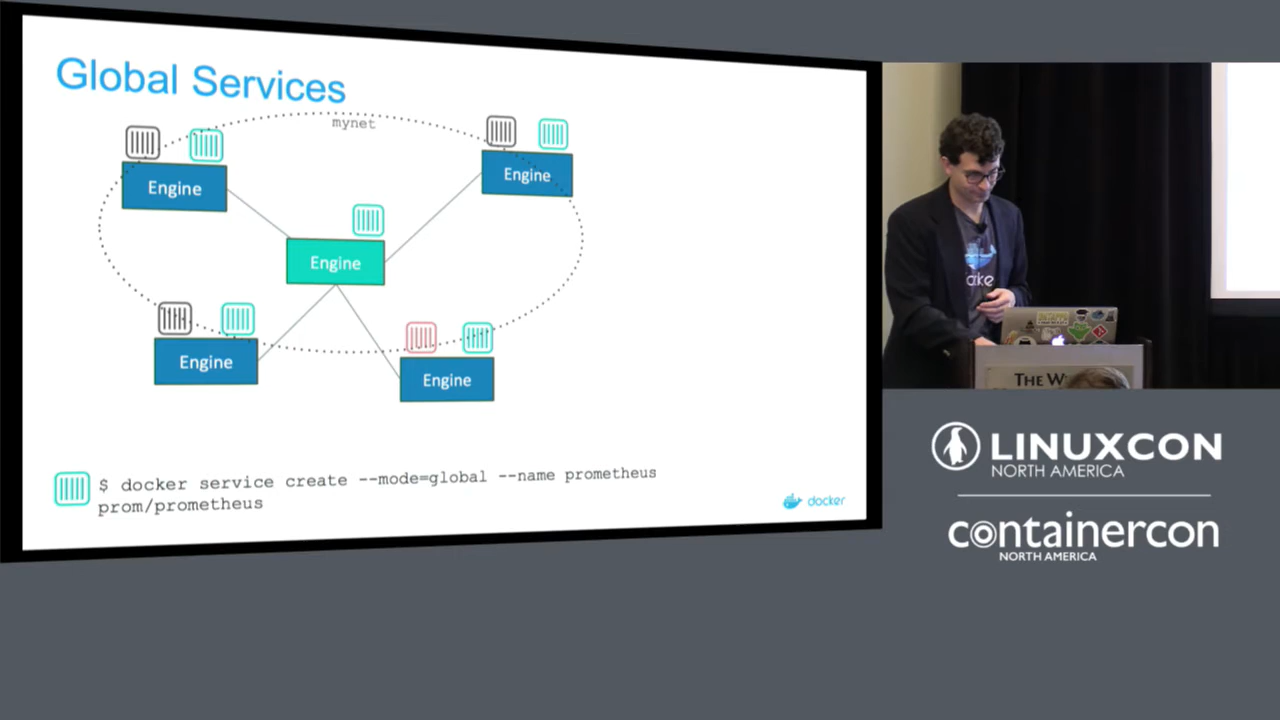 Global Services
mynet
Engine
Engine
Engine
Engine
Engine
$ docker service create --mode=global --name prometheus
prom/prometheus
docker
LINUXCON
NORTH AMERICA
containercon
NORTH AMERICA